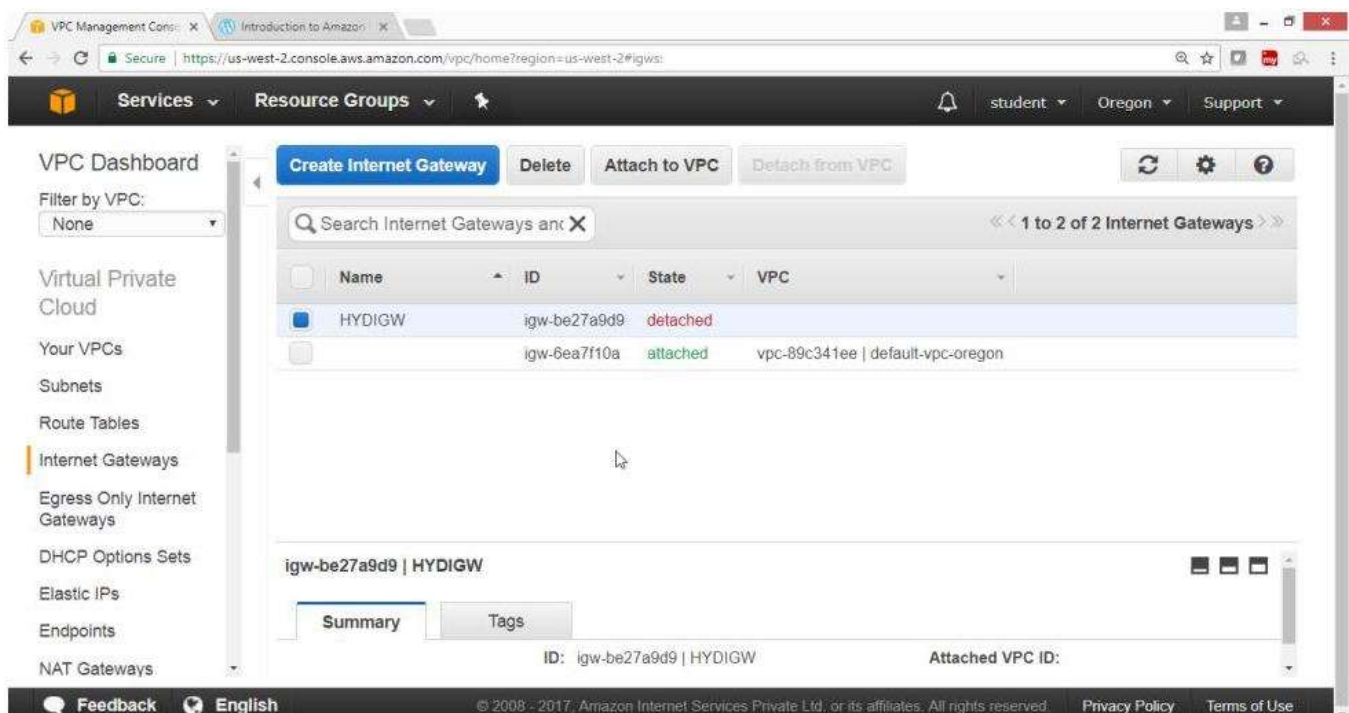 VPC Management Cons
Introduction to Amazon
Secure | https://us-west-2.console.aws.amazon.com/vpc/home?region=us-west-2#igws:
my
Services
Resource Groups
student
Oregon
Support
VPC Dashboard
Filter by VPC:
None
Virtual Private
Cloud
Your VPCs
Subnets
Route Tables
Internet Gateways
Egress Only Internet
Gateways
DHCP Options Sets
Elastic IPs
Endpoints
NAT Gateways
Create Internet Gateway
Delete
Attach to VPC
Detach from VPC
Search Internet Gateways and X
1 to 2 of 2 Internet Gateways
Name ID State VPC
HYDIGW igw-be27a9d9 detached
igw-6ea7f10a attached vpc-89c341ee | default-vpc-oregon
igw-be27a9d9 | HYDIGW
Summary
Tags
ID: igw-be27a9d9 | HYDIGW
Attached VPC ID:
Feedback
English
© 2008 - 2017, Amazon Internet Services Private Ltd. or its affiliates. All rights reserved.
Privacy Policy
Terms of Use